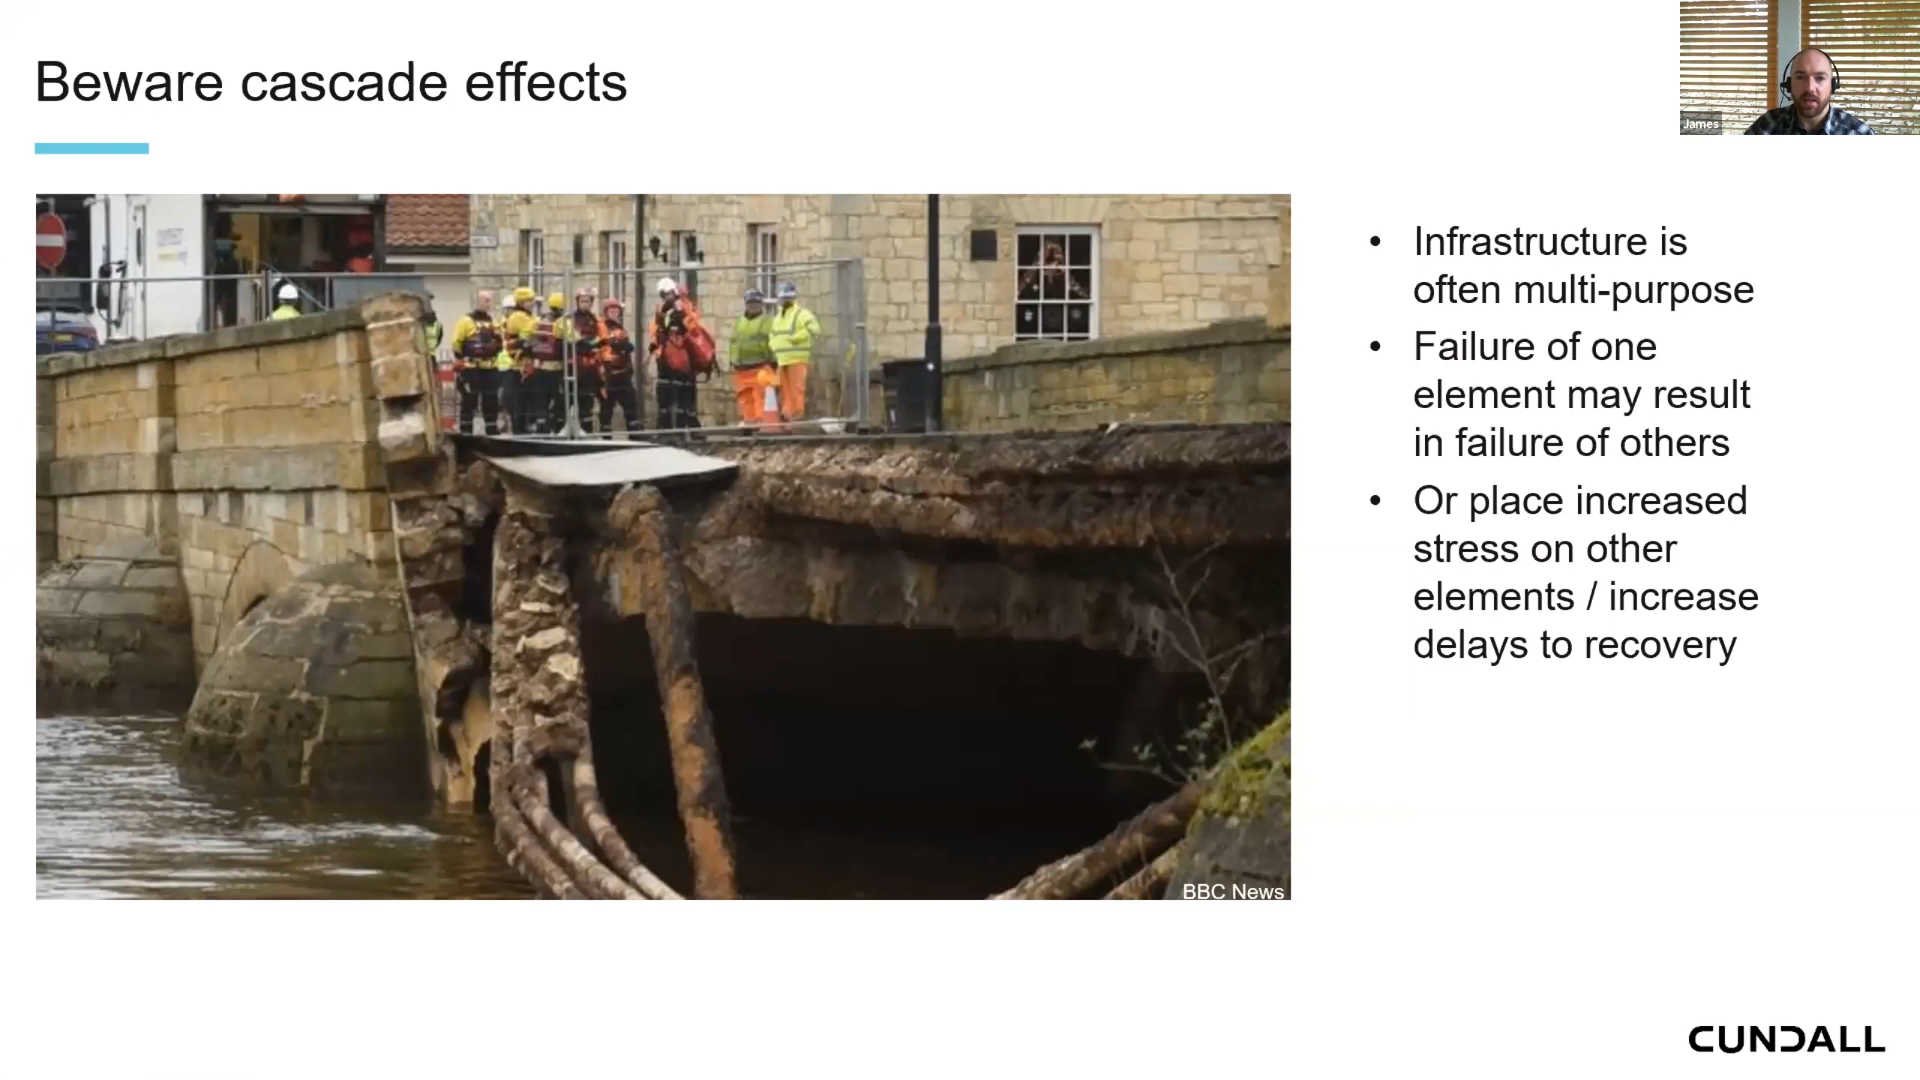 Beware cascade effects
James
• Infrastructure is
often multi-purpose
• Failure of one
element may result
in failure of others
• Or place increased
stress on other
elements / increase
delays to recovery
BBC News
CUNDALL